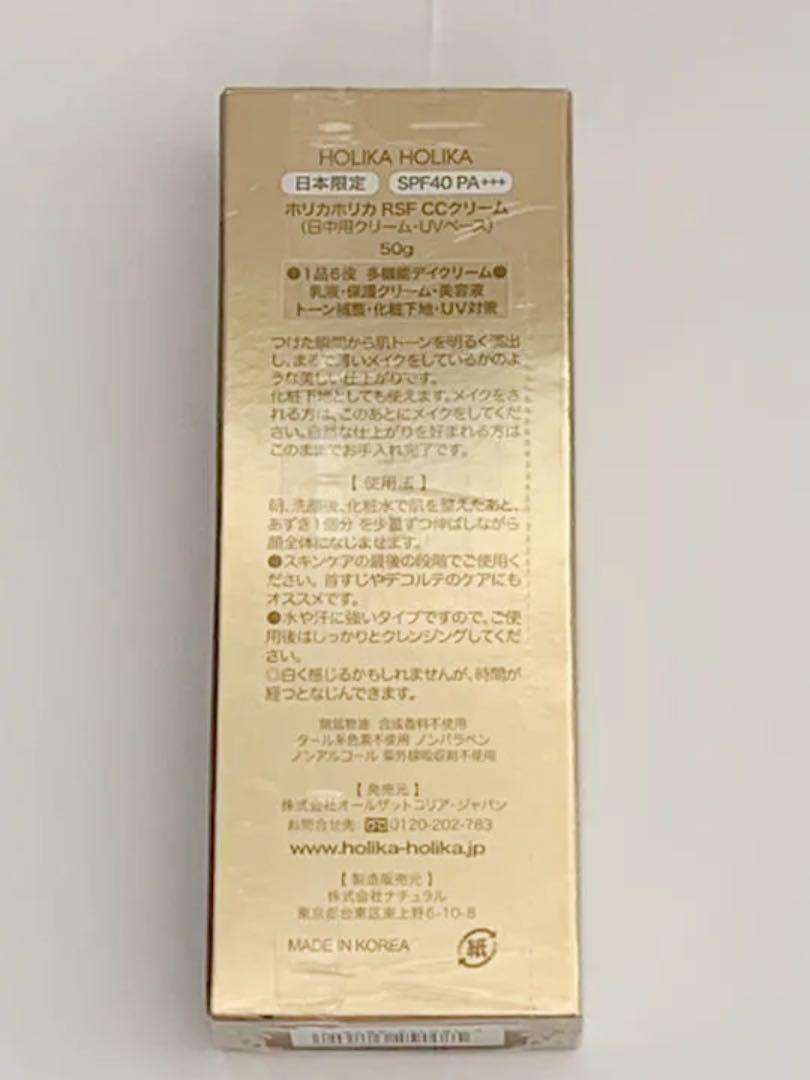 HOLIKA HOLIKA
日本限定 SPF40 PA+++
ホリカホリカ RSF CCクリーム
(日中用クリーム・UVベース)
50g
●1品6役 多機能デイクリーム●
乳液・保護クリーム・美容液
トーン補整・化粧下地・UV対策
つけた瞬間から肌トーンを明るく演出
し、まるで薄いメイクをしているかのよ
うな美しい仕上がりです。
化粧下地としても使えます。メイクをさ
れる方は、このあとにメイクをしてくだ
さい。自然な仕上がりを好まれる方は
このままでお手入れ完了です。
【使用法】
朝、洗顔後、化粧水で肌を整えたあと、
あずき1個分 を少量ずつ伸ばしながら
顔全体になじませます。
●スキンケアの最後の段階でご使用く
ださい。首すじやデコルテのケアにも
オススメです。
●水や汗に強いタイプですので、ご使
用後はしっかりとクレンジングしてくだ
さい。
◎白く感じるかもしれませんが、時間が
経つとなじんできます。
無鉱物油 合成香料不使用
タール系色素不使用 ノンパラベン
ノンアルコール 紫外線吸収剤不使用
【発売元】
株式会社オールザットコリア・ジャパン
お問合せ先: 0120-202-783
www.holika-holika.jp
【製造販売元】
株式会社ナチュラル
東京都台東区東上野6-10-8
MADE IN KOREA 紙